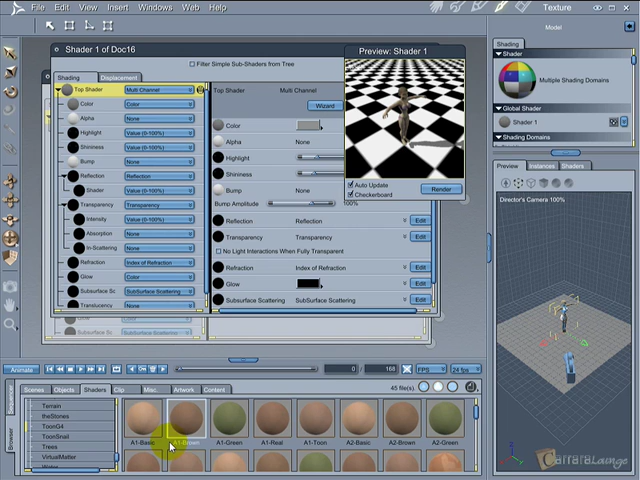 File Edit View Insert Windows Web Help Texture
Shader 1 of Doc16
Filter Simple Sub-Shaders from Tree
Shading Displacement
Top Shader Multi Channel
Color Color
Alpha None
Highlight Value (0-100%)
Shininess Value (0-100%)
Bump None
Reflection Reflection
Shader Value (0-100%)
Transparency Transparency
Intensity Value (0-100%)
Absorption None
In-Scattering None
Refraction Index of Refraction
Glow Color
Subsurface Sc SubSurface Scattering
Translucency None
Top Shader Multi Channel
Wizard
Color
Alpha None
Highlight
Shininess
Bump None
Bump Amplitude 100%
Reflection Reflection Edit
Transparency Transparency Edit
No Light Interactions When Fully Transparent
Refraction Index of Refraction Edit
Glow Edit
Subsurface Scattering SubSurface Scattering Edit
Preview: Shader 1
Auto Update
Checkerboard
Render
Model
Shading
Shader
Multiple Shading Domains
Global Shader
Shader 1
Shading Domains
Preview Instances Shaders
Director's Camera 100%
Animate 0 / 168 FPS 24 fps
Sequencer
Browser
Scenes Objects Shaders Clip Misc. Artwork Content 45 file(s).
Terrain
theStones
ToonG4
ToonSnail
Trees
VirtualMatter
Water
A1-Basic A1-Brown A1-Green A1-Real A1-Toon A2-Basic A2-Brown A2-Green